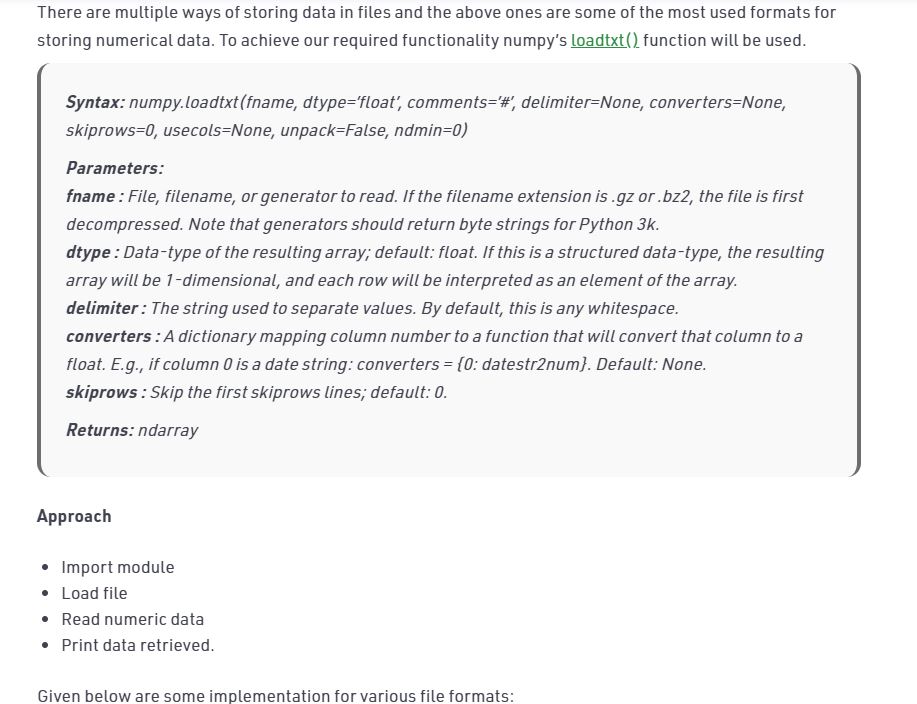 There are multiple ways of storing data in files and the above ones are some of the most used formats for
storing numerical data. To achieve our required functionality numpy’s loadtxt() function will be used.
Syntax: numpy.loadtxt(fname, dtype=’float’, comments=’#’, delimiter=None, converters=None,
skiprows=0, usecols=None, unpack=False, ndmin=0)
Parameters:
fname : File, filename, or generator to read. If the filename extension is .gz or .bz2, the file is first
decompressed. Note that generators should return byte strings for Python 3k.
dtype : Data-type of the resulting array; default: float. If this is a structured data-type, the resulting
array will be 1-dimensional, and each row will be interpreted as an element of the array.
delimiter : The string used to separate values. By default, this is any whitespace.
converters : A dictionary mapping column number to a function that will convert that column to a
float. E.g., if column 0 is a date string: converters = {0: datestr2num}. Default: None.
skiprows : Skip the first skiprows lines; default: 0.
Returns: ndarray
Approach
• Import module
• Load file
• Read numeric data
• Print data retrieved.
Given below are some implementation for various file formats: